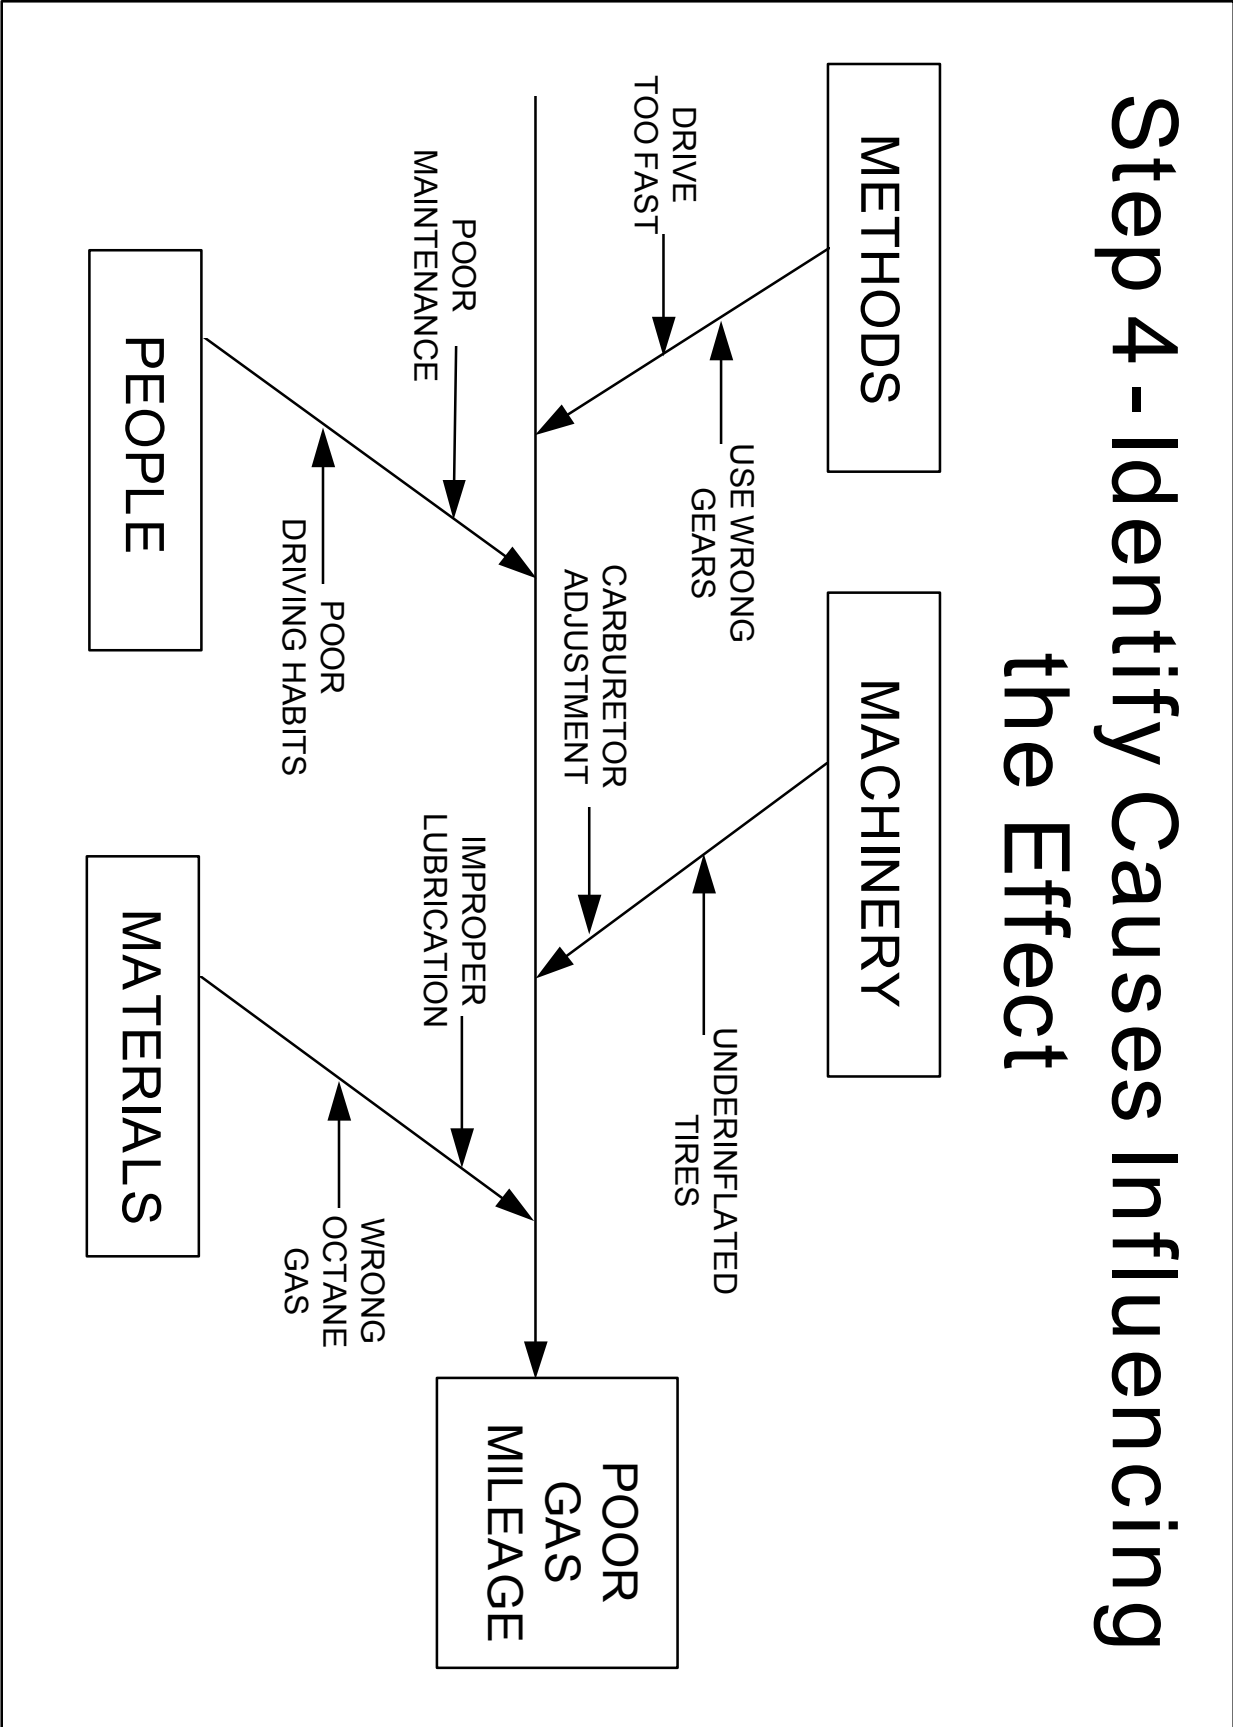 Step 4 - Identify Causes Influencing
the Effect
METHODS
MACHINERY
DRIVE
TOO FAST
USE WRONG
GEARS
CARBURETOR
ADJUSTMENT
UNDERINFLATED
TIRES
POOR
GAS
MILEAGE
POOR
MAINTENANCE
POOR
DRIVING HABITS
IMPROPER
LUBRICATION
WRONG
OCTANE
GAS
PEOPLE
MATERIALS